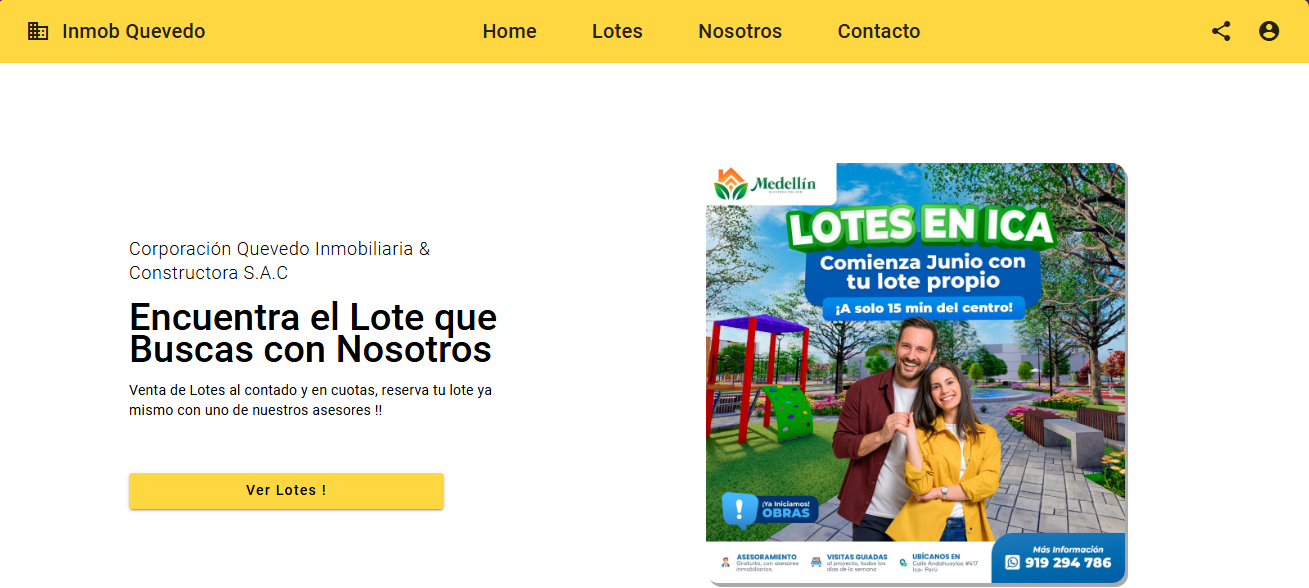 Inmob Quevedo
Home
Lotes
Nosotros
Contacto
Corporación Quevedo Inmobiliaria &
Constructora S.A.C
Encuentra el Lote que
Buscas con Nosotros
Venta de Lotes al contado y en cuotas, reserva tu lote ya
mismo con uno de nuestros asesores !!
Ver Lotes !
Medellín
LOTES EN ICA
Comienza Junio con
tu lote propio
¡A solo 15 min del centro!
¡Ya Iniciamos!
OBRAS
ASESORAMIENTO
Gratuito, con asesores
inmobiliarios.
VISITAS GUIADAS
al proyecto, todos los
días de la semana
UBÍCANOS EN
Calle Andahuaylas #417
Ica- Perú
Más Información
919 294 786